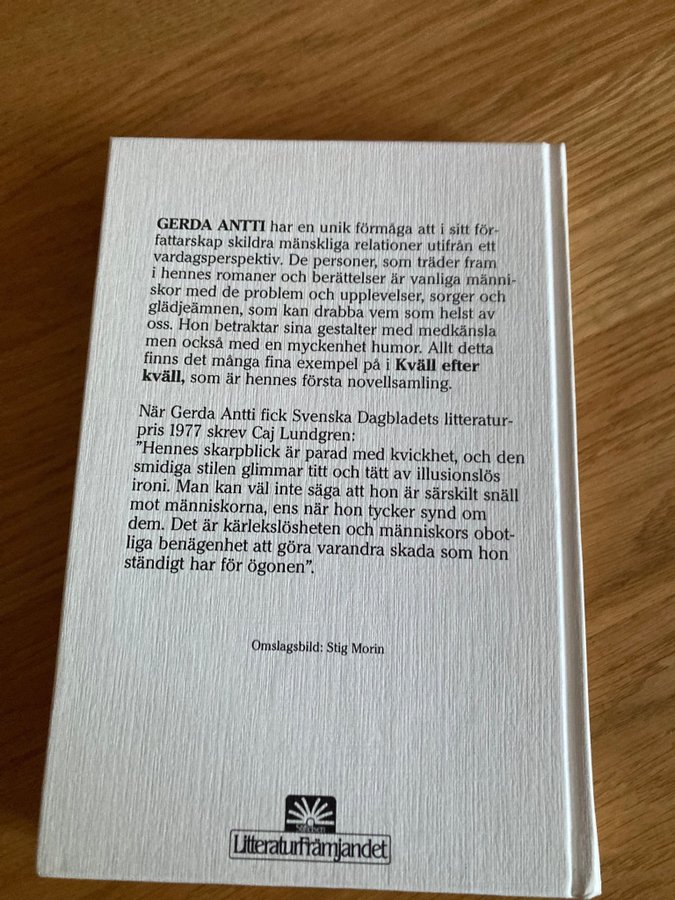 GERDA ANTTI har en unik förmåga att i sitt för-
fattarskap skildra mänskliga relationer utifrån ett
vardagsperspektiv. De personer, som träder fram
i hennes romaner och berättelser är vanliga männi-
skor med de problem och upplevelser, sorger och
glädjeämnen, som kan drabba vem som helst av
oss. Hon betraktar sina gestalter med medkänsla
men också med en myckenhet humor. Allt detta
finns det många fina exempel på i Kväll efter
kväll, som är hennes första novellsamling.
När Gerda Antti fick Svenska Dagbladets litteratur-
pris 1977 skrev Caj Lundgren:
”Hennes skarpblick är parad med kvickhet, och den
smidiga stilen glimmar titt och tätt av illusionslös
ironi. Man kan väl inte säga att hon är särskilt snäll
mot människorna, ens när hon tycker synd om
dem. Det är kärlekslösheten och människors obot-
liga benägenhet att göra varandra skada som hon
ständigt har för ögonen”.
Omslagsbild: Stig Morin
Stiftelsen
Litteraturfrämjandet